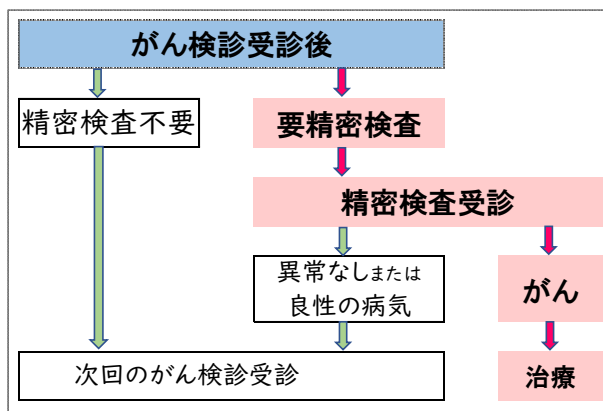 がん検診受診後
精密検査不要
要精密検査
精密検査受診
異常なしまたは
良性の病気
がん
次回のがん検診受診
治療